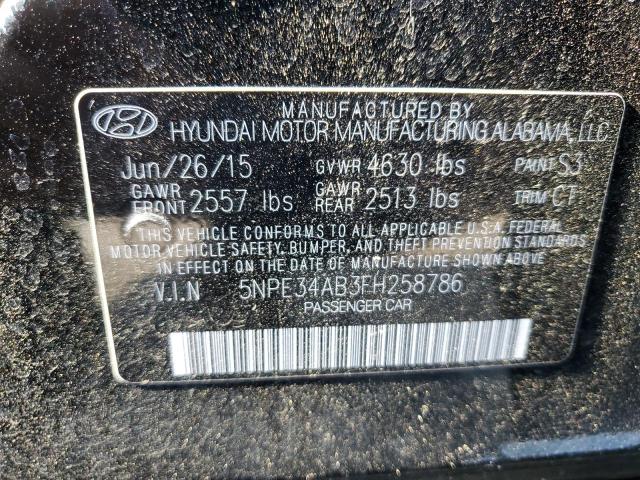 MANUFACTURED BY
HYUNDAI MOTOR MANUFACTURING ALABAMA, LLC
Jun/26/15 GVWR 4630 lbs PAINT S3
GAWR FRONT 2557 lbs GAWR REAR 2513 lbs TRIM CT
THIS VEHICLE CONFORMS TO ALL APPLICABLE U.S.A. FEDERAL
MOTOR VEHICLE SAFETY, BUMPER, AND THEFT PREVENTION STANDARDS
IN EFFECT ON THE DATE OF MANUFACTURE SHOWN ABOVE.
V.I.N 5NPE34AB3FH258786
PASSENGER CAR